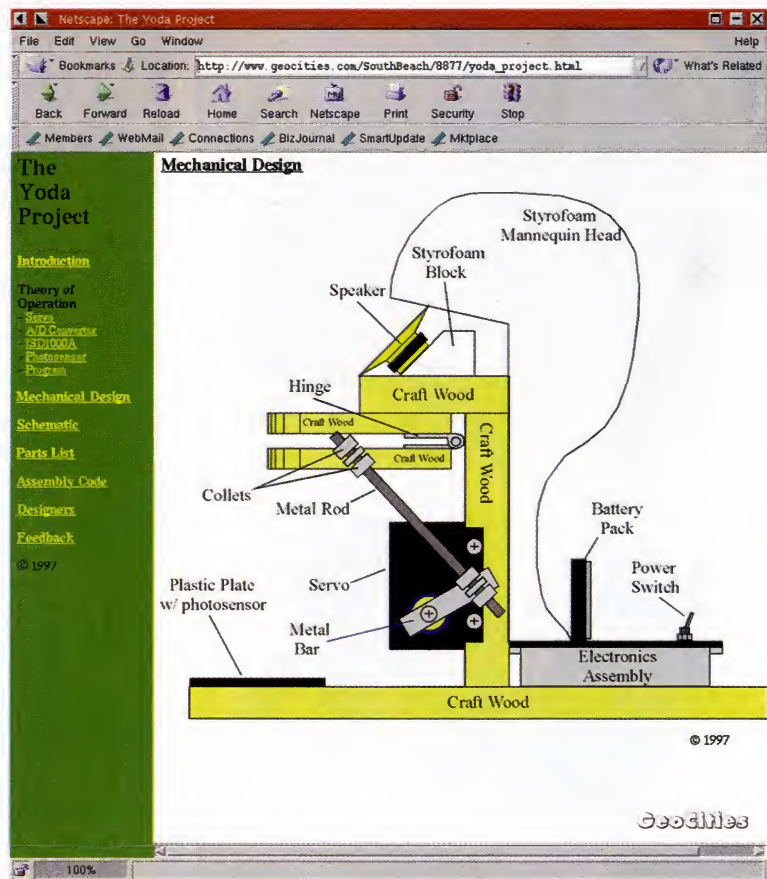 Netscape: The Yoda Project
File Edit View Go Window Help
Bookmarks Location: http://www.geocities.com/SouthBeach/8877/yoda_project.html What's Related
Back Forward Reload Home Search Netscape Print Security Stop
Members WebMail Connections BizJournal SmartUpdate Mktplace
The
Yoda
Project
Introduction
Theory of
Operation
- Servo
- A/D Converter
- ISD1000A
- Photosensor
- Program
Mechanical Design
Schematic
Parts List
Assembly Code
Designers
Feedback
© 1997
Mechanical Design
Styrofoam
Mannequin Head
Styrofoam
Block
Speaker
Hinge
Craft Wood
Craft Wood
Craft Wood
Craft Wood
Collets
Metal Rod
Battery
Pack
Servo
Power
Switch
Plastic Plate
w/ photosensor
Metal
Bar
Electronics
Assembly
Craft Wood
© 1997
GeoCities
100%